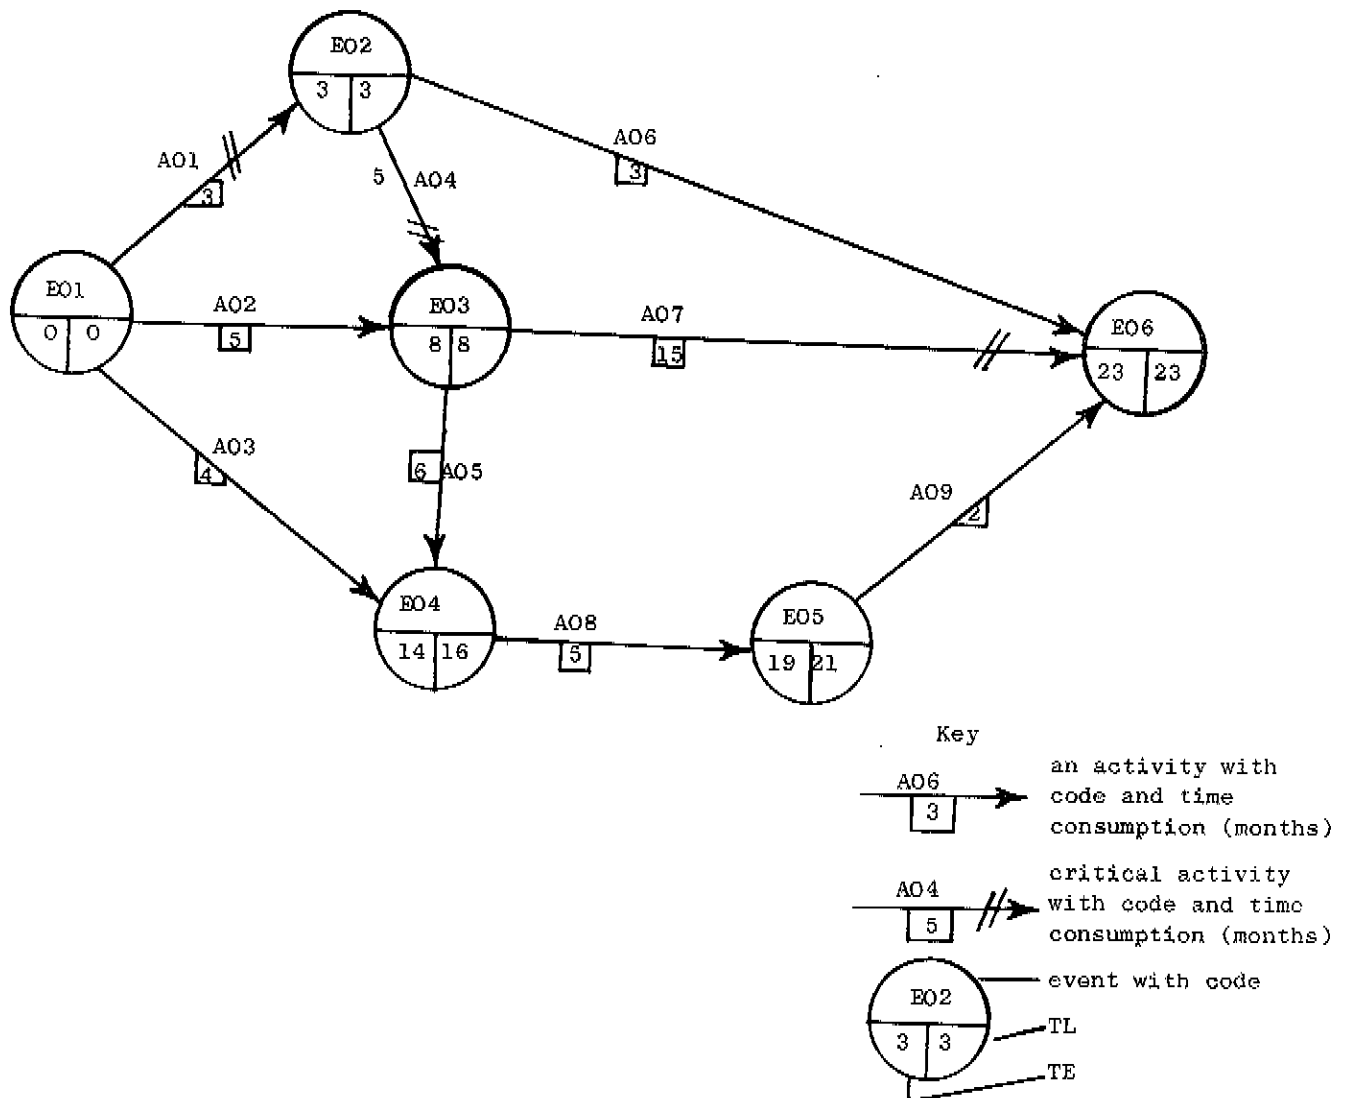 E02
3 3
A06
3
A01
3
5 A04
E01
0 0
A02
5
E03
8 8
A07
15
E06
23 23
A03
4
6 A05
A09
2
E04
14 16
A08
5
E05
19 21
Key
A06
3
an activity with
code and time
consumption (months)
A04
5
critical activity
with code and time
consumption (months)
E02
3 3
event with code
TL
TE